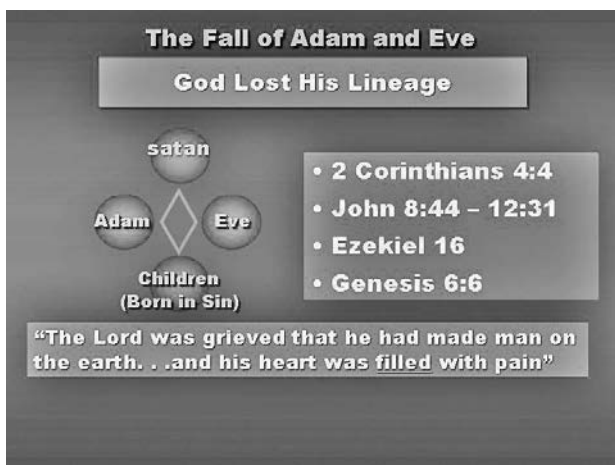 The Fall of Adam and Eve
God Lost His Lineage
satan
Adam
Eve
Children
(Born in Sin)
• 2 Corinthians 4:4
• John 8:44 – 12:31
• Ezekiel 16
• Genesis 6:6
“The Lord was grieved that he had made man on
the earth. . .and his heart was filled with pain”